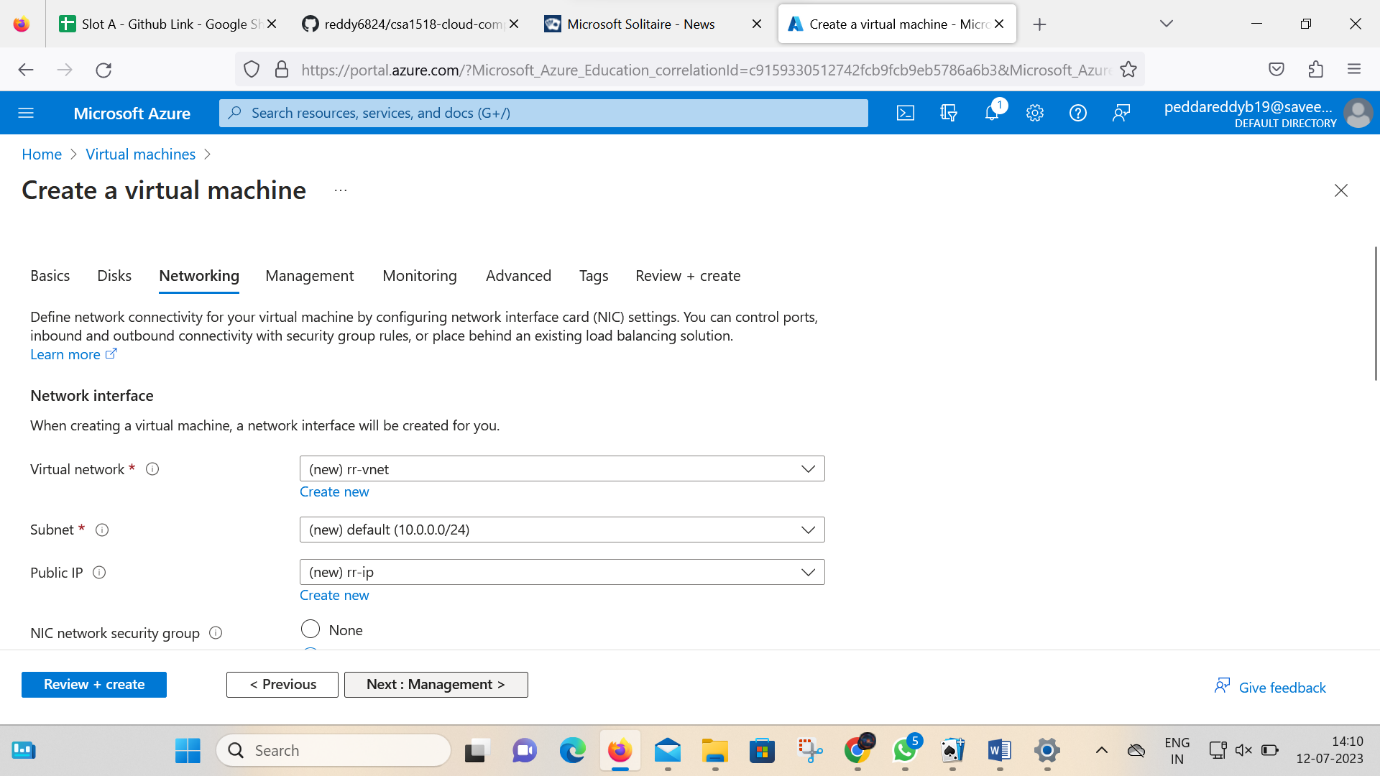 Slot A - Github Link - Google Sh
reddy6824/csa1518-cloud-comp
Microsoft Solitaire - News
Create a virtual machine - Micro
https://portal.azure.com/?Microsoft_Azure_Education_correlationId=c9159330512742fcb9fcb9eb5786a6b3&Microsoft_Azure
Microsoft Azure
Search resources, services, and docs (G+/)
1
peddareddyb19@savee...
DEFAULT DIRECTORY
Home > Virtual machines >
Create a virtual machine ...
Basics Disks Networking Management Monitoring Advanced Tags Review + create
Define network connectivity for your virtual machine by configuring network interface card (NIC) settings. You can control ports,
inbound and outbound connectivity with security group rules, or place behind an existing load balancing solution.
Learn more
Network interface
When creating a virtual machine, a network interface will be created for you.
Virtual network * (new) rr-vnet
Create new
Subnet * (new) default (10.0.0.0/24)
Public IP (new) rr-ip
Create new
NIC network security group None
Review + create < Previous Next : Management > Give feedback
Search
5
ENG
IN
14:10
12-07-2023